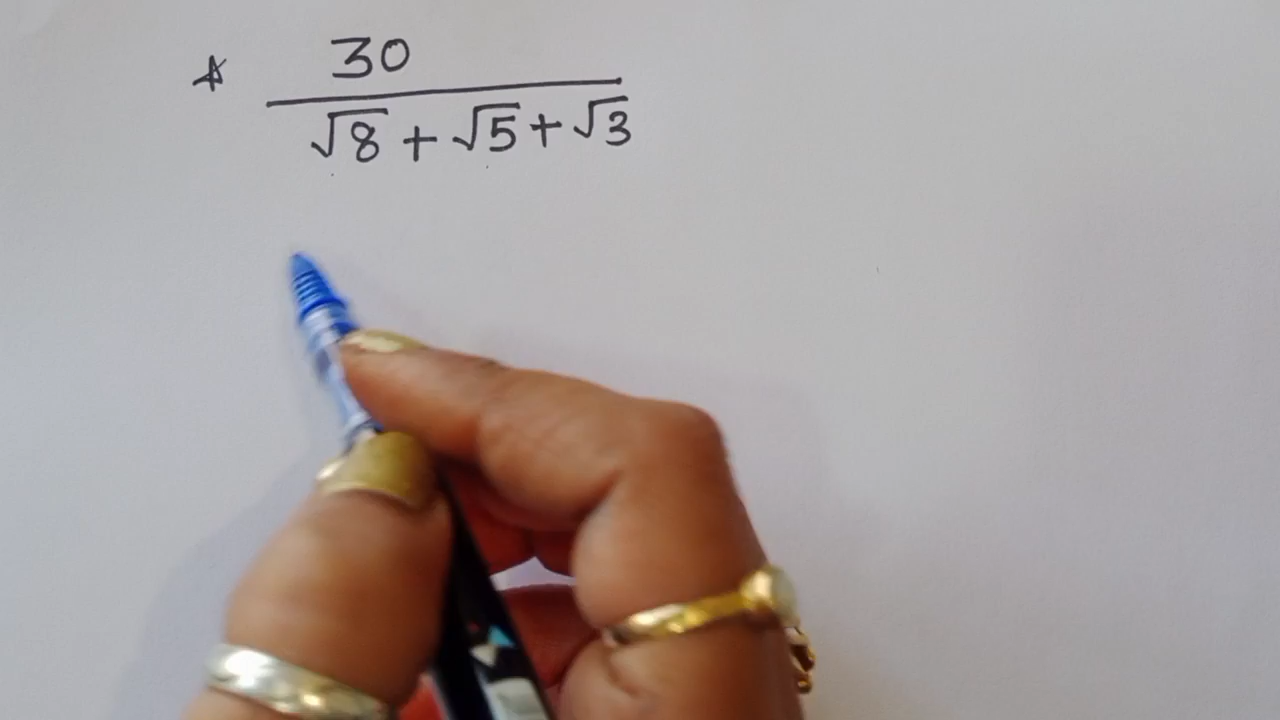 ☆ 30
√8 + √5 + √3